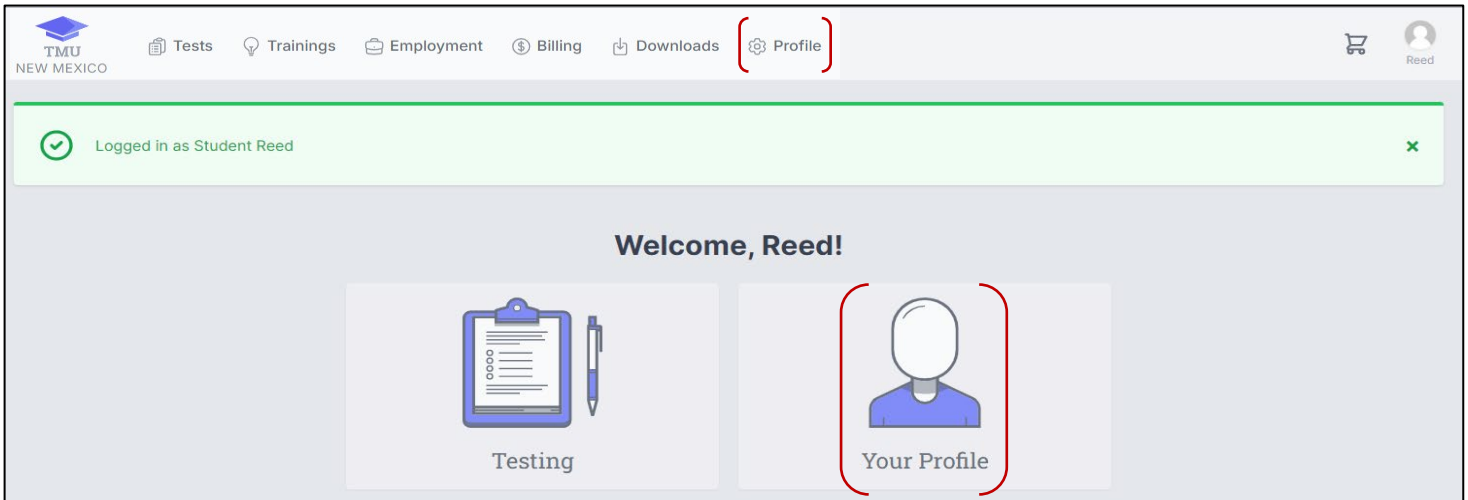 TMU
NEW MEXICO
Tests Trainings Employment Billing Downloads Profile
Reed
Logged in as Student Reed
Welcome, Reed!
Testing
Your Profile